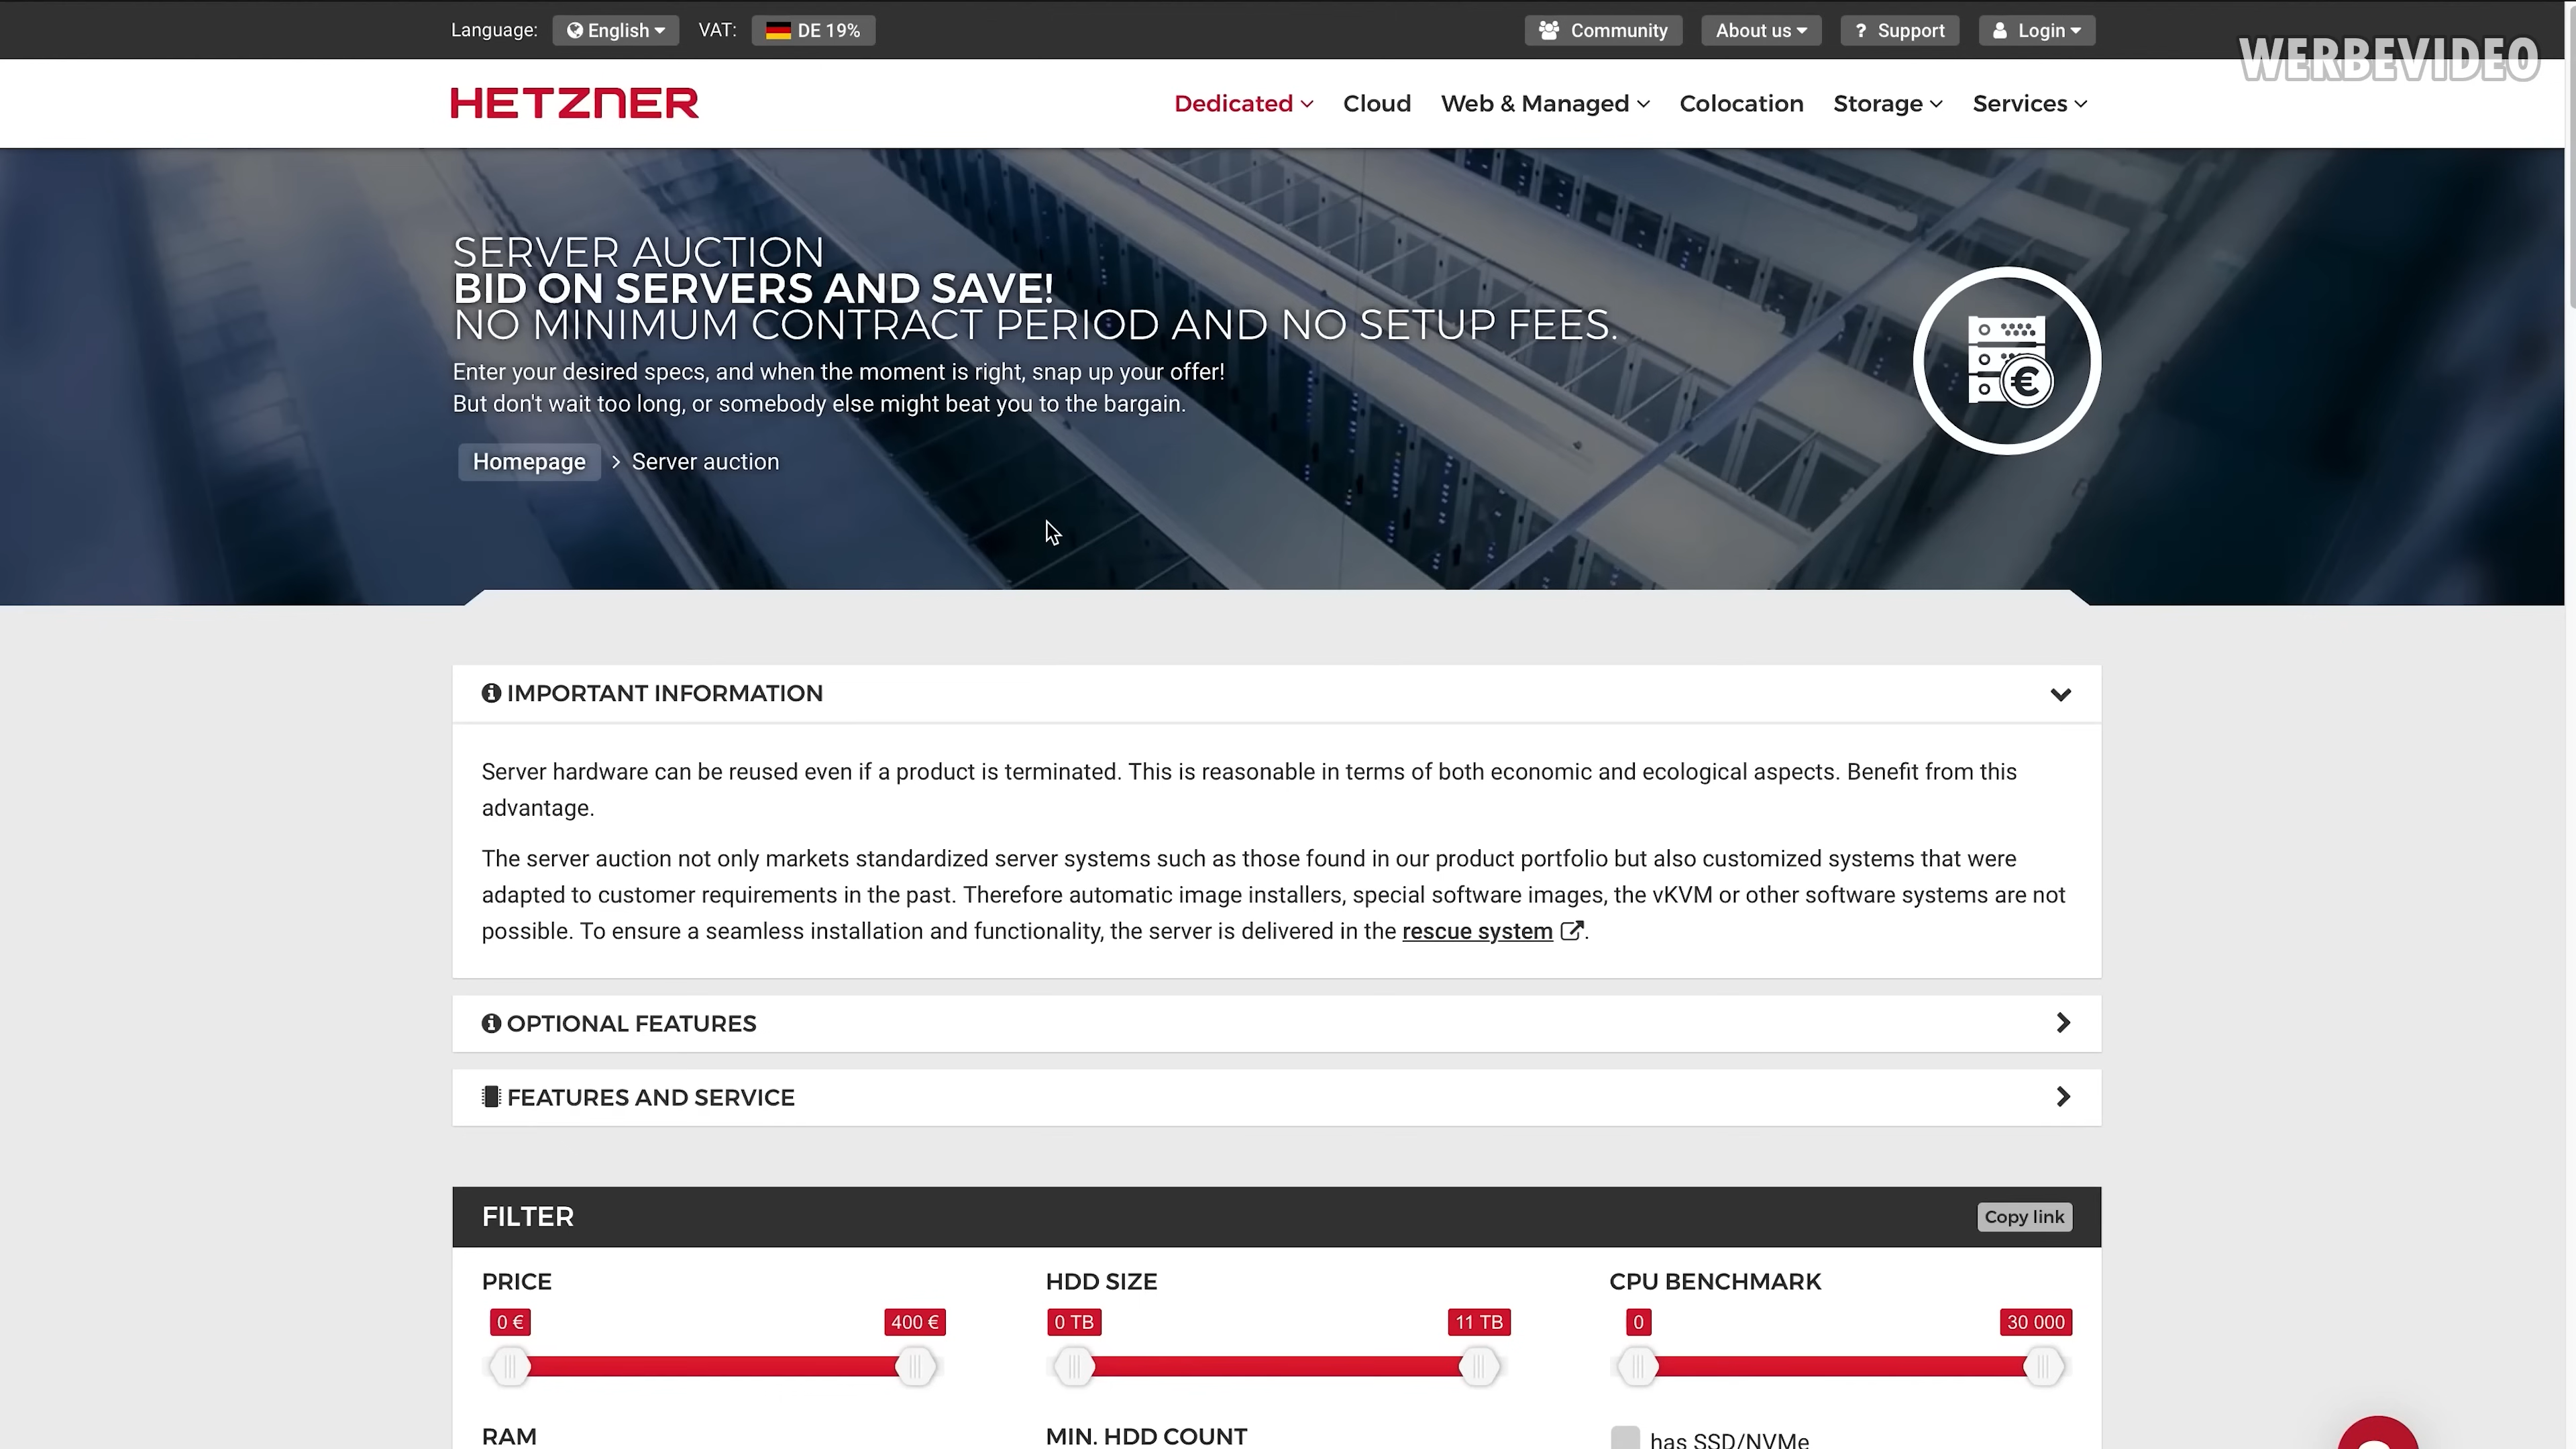 Language: English VAT: DE 19% Community About us ? Support Login
WERBEVIDEO
HETZNER Dedicated Cloud Web & Managed Colocation Storage Services
SERVER AUCTION
BID ON SERVERS AND SAVE!
NO MINIMUM CONTRACT PERIOD AND NO SETUP FEES.
Enter your desired specs, and when the moment is right, snap up your offer!
But don't wait too long, or somebody else might beat you to the bargain.
Homepage > Server auction
€
IMPORTANT INFORMATION
Server hardware can be reused even if a product is terminated. This is reasonable in terms of both economic and ecological aspects. Benefit from this
advantage.
The server auction not only markets standardized server systems such as those found in our product portfolio but also customized systems that were
adapted to customer requirements in the past. Therefore automatic image installers, special software images, the vKVM or other software systems are not
possible. To ensure a seamless installation and functionality, the server is delivered in the rescue system.
OPTIONAL FEATURES
FEATURES AND SERVICE
FILTER Copy link
PRICE HDD SIZE CPU BENCHMARK
0 € 400 € 0 TB 11 TB 0 30 000
RAM MIN. HDD COUNT has SSD/NVMe